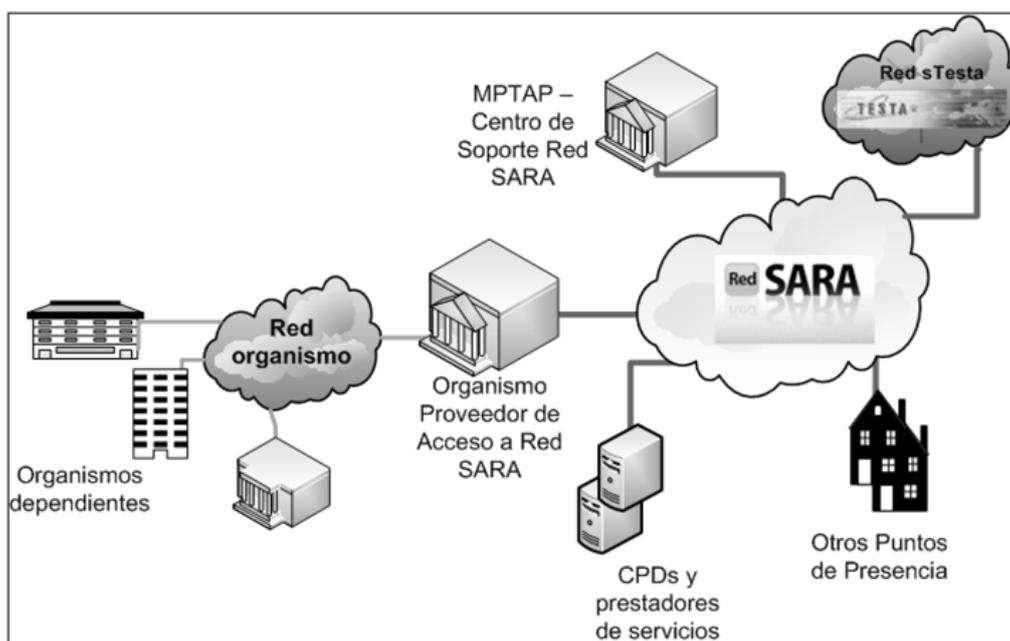 MPTAP –
Centro de
Soporte Red
SARA
Red sTesta
TESTA
Red SARA
Red
organismo
Organismo
Proveedor de
Acceso a Red
SARA
Organismos
dependientes
CPDs y
prestadores
de servicios
Otros Puntos
de Presencia